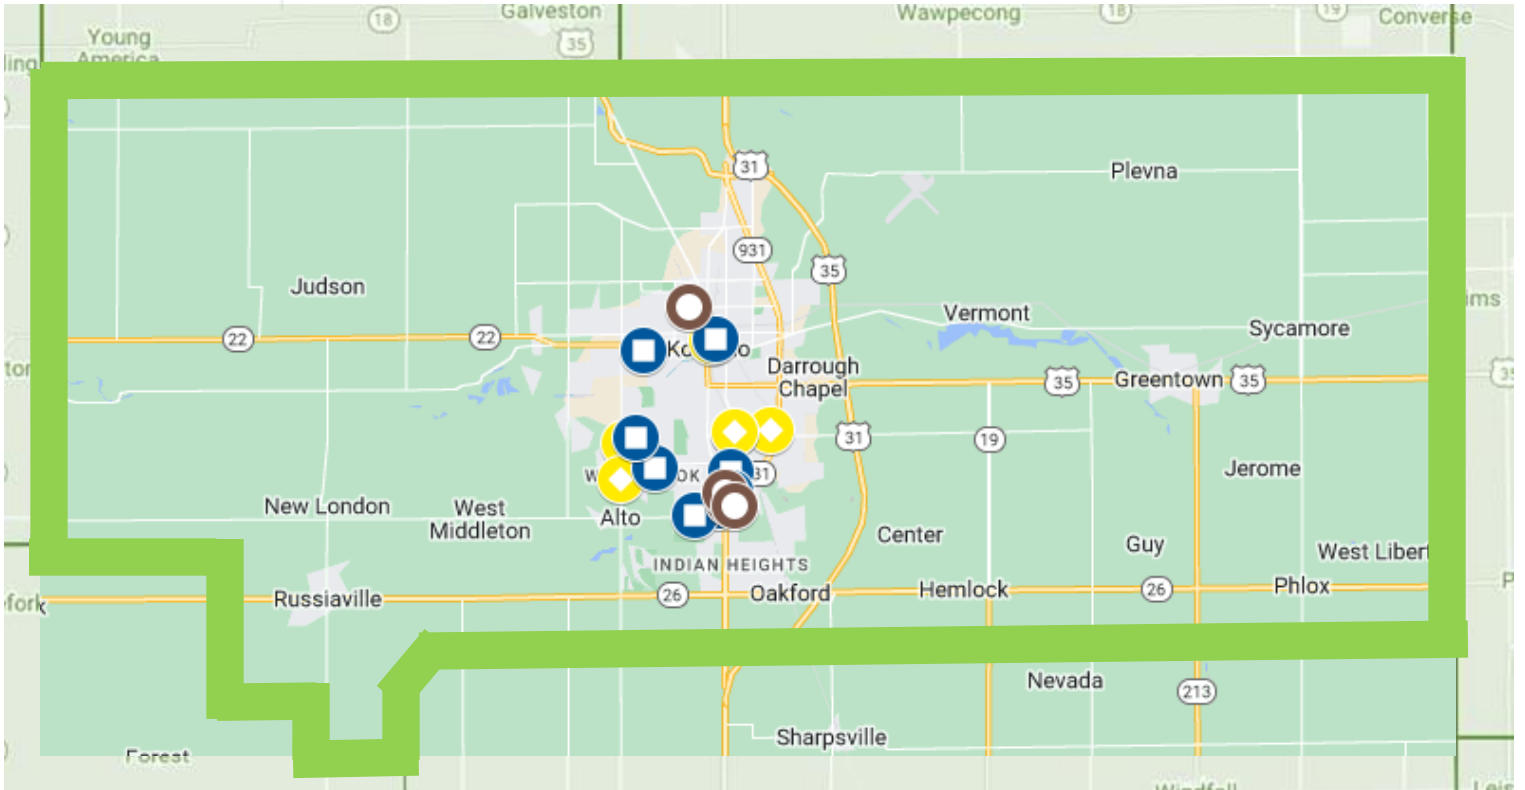 Galveston
18
Wawpecong
18
19
Converse
Young
America
35
31
Plevna
931
35
Judson
Vermont
Sycamore
22
22
Darrough
Chapel
35
Greentown
35
31
19
31
Jerome
New London
West
Middleton
Alto
Center
Guy
INDIAN HEIGHTS
Russiaville
26
Oakford
Hemlock
26
Phlox
Nevada
213
Sharpsville
Forest